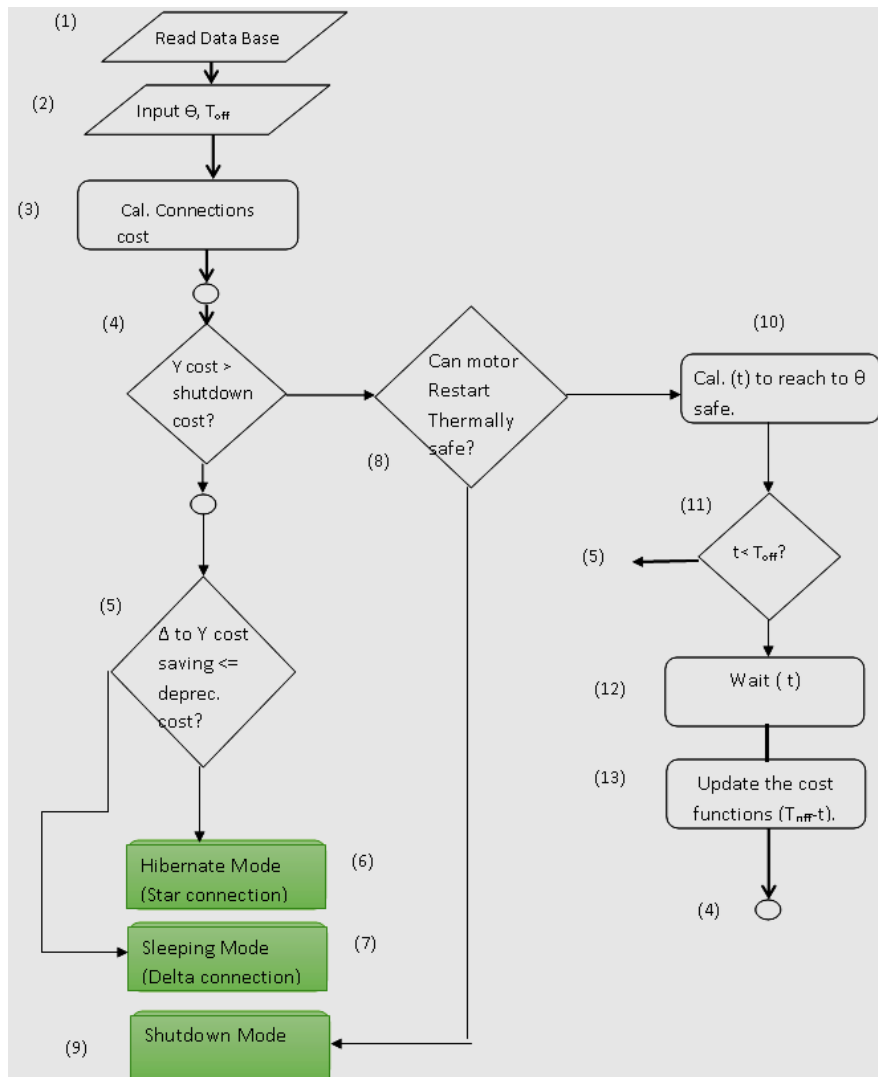 (1)
Read Data Base
(2)
Input Θ, Tₒff
(3)
Cal. Connections
cost
(4)
Y cost >
shutdown
cost?
(5)
Δ to Y cost
saving <=
deprec.
cost?
Hibernate Mode
(Star connection)
(6)
Sleeping Mode
(Delta connection)
(7)
Shutdown Mode
(9)
Can motor
Restart
Thermally
safe?
(8)
(10)
Cal. (t) to reach to θ
safe.
(11)
t< Tₒff?
(5)
Wait ( t)
(12)
(13)
Update the cost
functions (Tₒff-t).
(4)